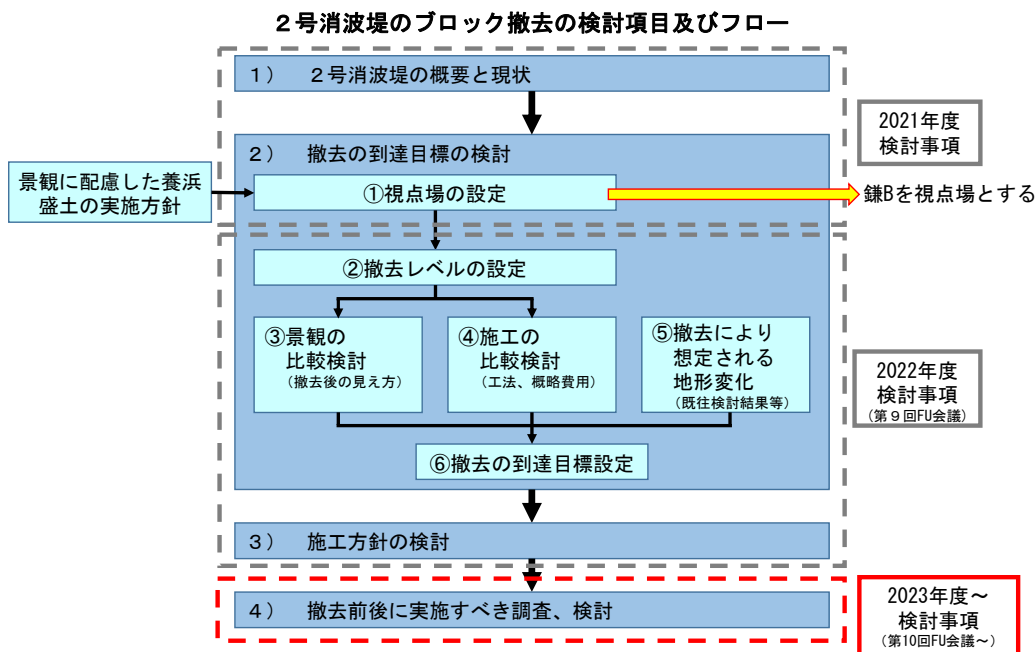 ２号消波堤のブロック撤去の検討項目及びフロー
１）　２号消波堤の概要と現状
2021年度
検討事項
２）　撤去の到達目標の検討
景観に配慮した養浜
盛土の実施方針
①視点場の設定
鎌Bを視点場とする
②撤去レベルの設定
③景観の
比較検討
（撤去後の見え方）
④施工の
比較検討
（工法、概略費用）
⑤撤去により
想定される
地形変化
（既往検討結果等）
2022年度
検討事項
（第９回FU会議）
⑥撤去の到達目標設定
３）　施工方針の検討
４）　撤去前後に実施すべき調査、検討
2023年度～
検討事項
（第10回FU会議～）